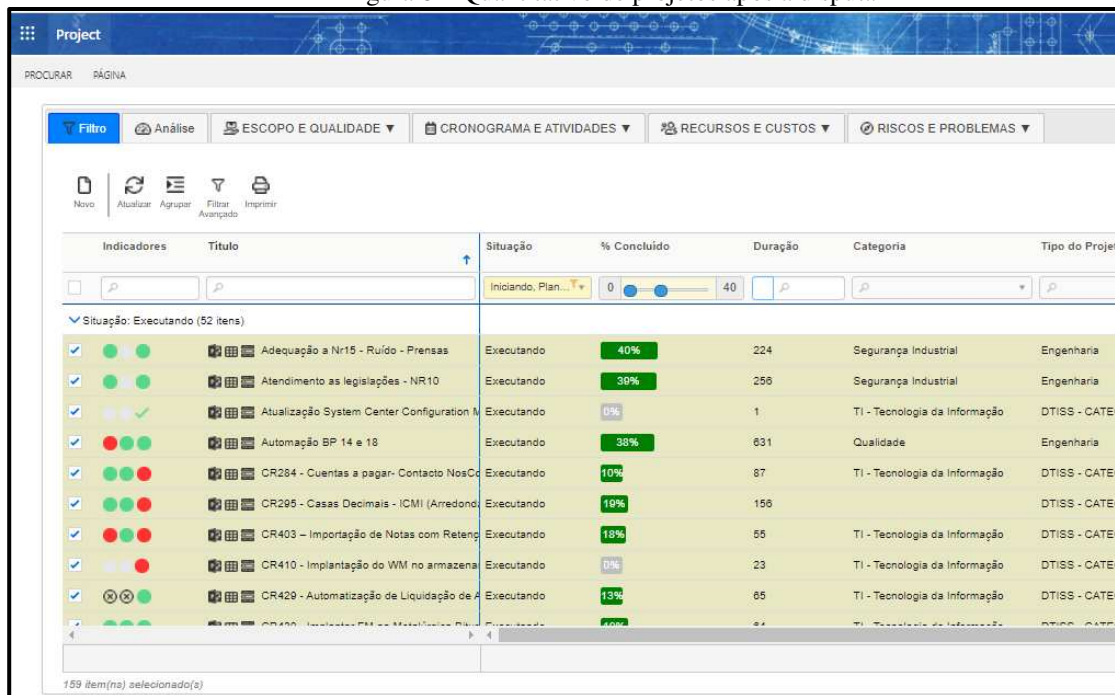 Project
PROCURAR PÁGINA
Filtro Análise ESCOPO E QUALIDADE ▼ CRONOGRAMA E ATIVIDADES ▼ RECURSOS E CUSTOS ▼ RISCOS E PROBLEMAS ▼
Novo Atualizar Agrupar Filtrar Avançado Imprimir
Indicadores Título Situação % Concluído Duração Categoria Tipo do Proje
Iniciando, Plan... 0 40
Situação: Executando (52 itens)
Adequação a Nr15 - Ruído - Prensas Executando 40% 224 Segurança Industrial Engenharia
Atendimento as legislações - NR10 Executando 39% 256 Segurança Industrial Engenharia
Atualização System Center Configuration M Executando 0% 1 TI - Tecnologia da Informação DTISS - CATE
Automação BP 14 e 18 Executando 38% 631 Qualidade Engenharia
CR284 - Cuentas a pagar- Contacto NosCo Executando 10% 87 TI - Tecnologia da Informação DTISS - CATE
CR295 - Casas Decimais - ICMI (Arredonda Executando 19% 156 DTISS - CATE
CR403 – Importação de Notas com Retenç Executando 18% 55 TI - Tecnologia da Informação DTISS - CATE
CR410 - Implantação do WM no armazena Executando 0% 23 TI - Tecnologia da Informação DTISS - CATE
CR429 - Automatização de Liquidação de A Executando 13% 65 TI - Tecnologia da Informação DTISS - CATE
159 item(ns) selecionado(s)